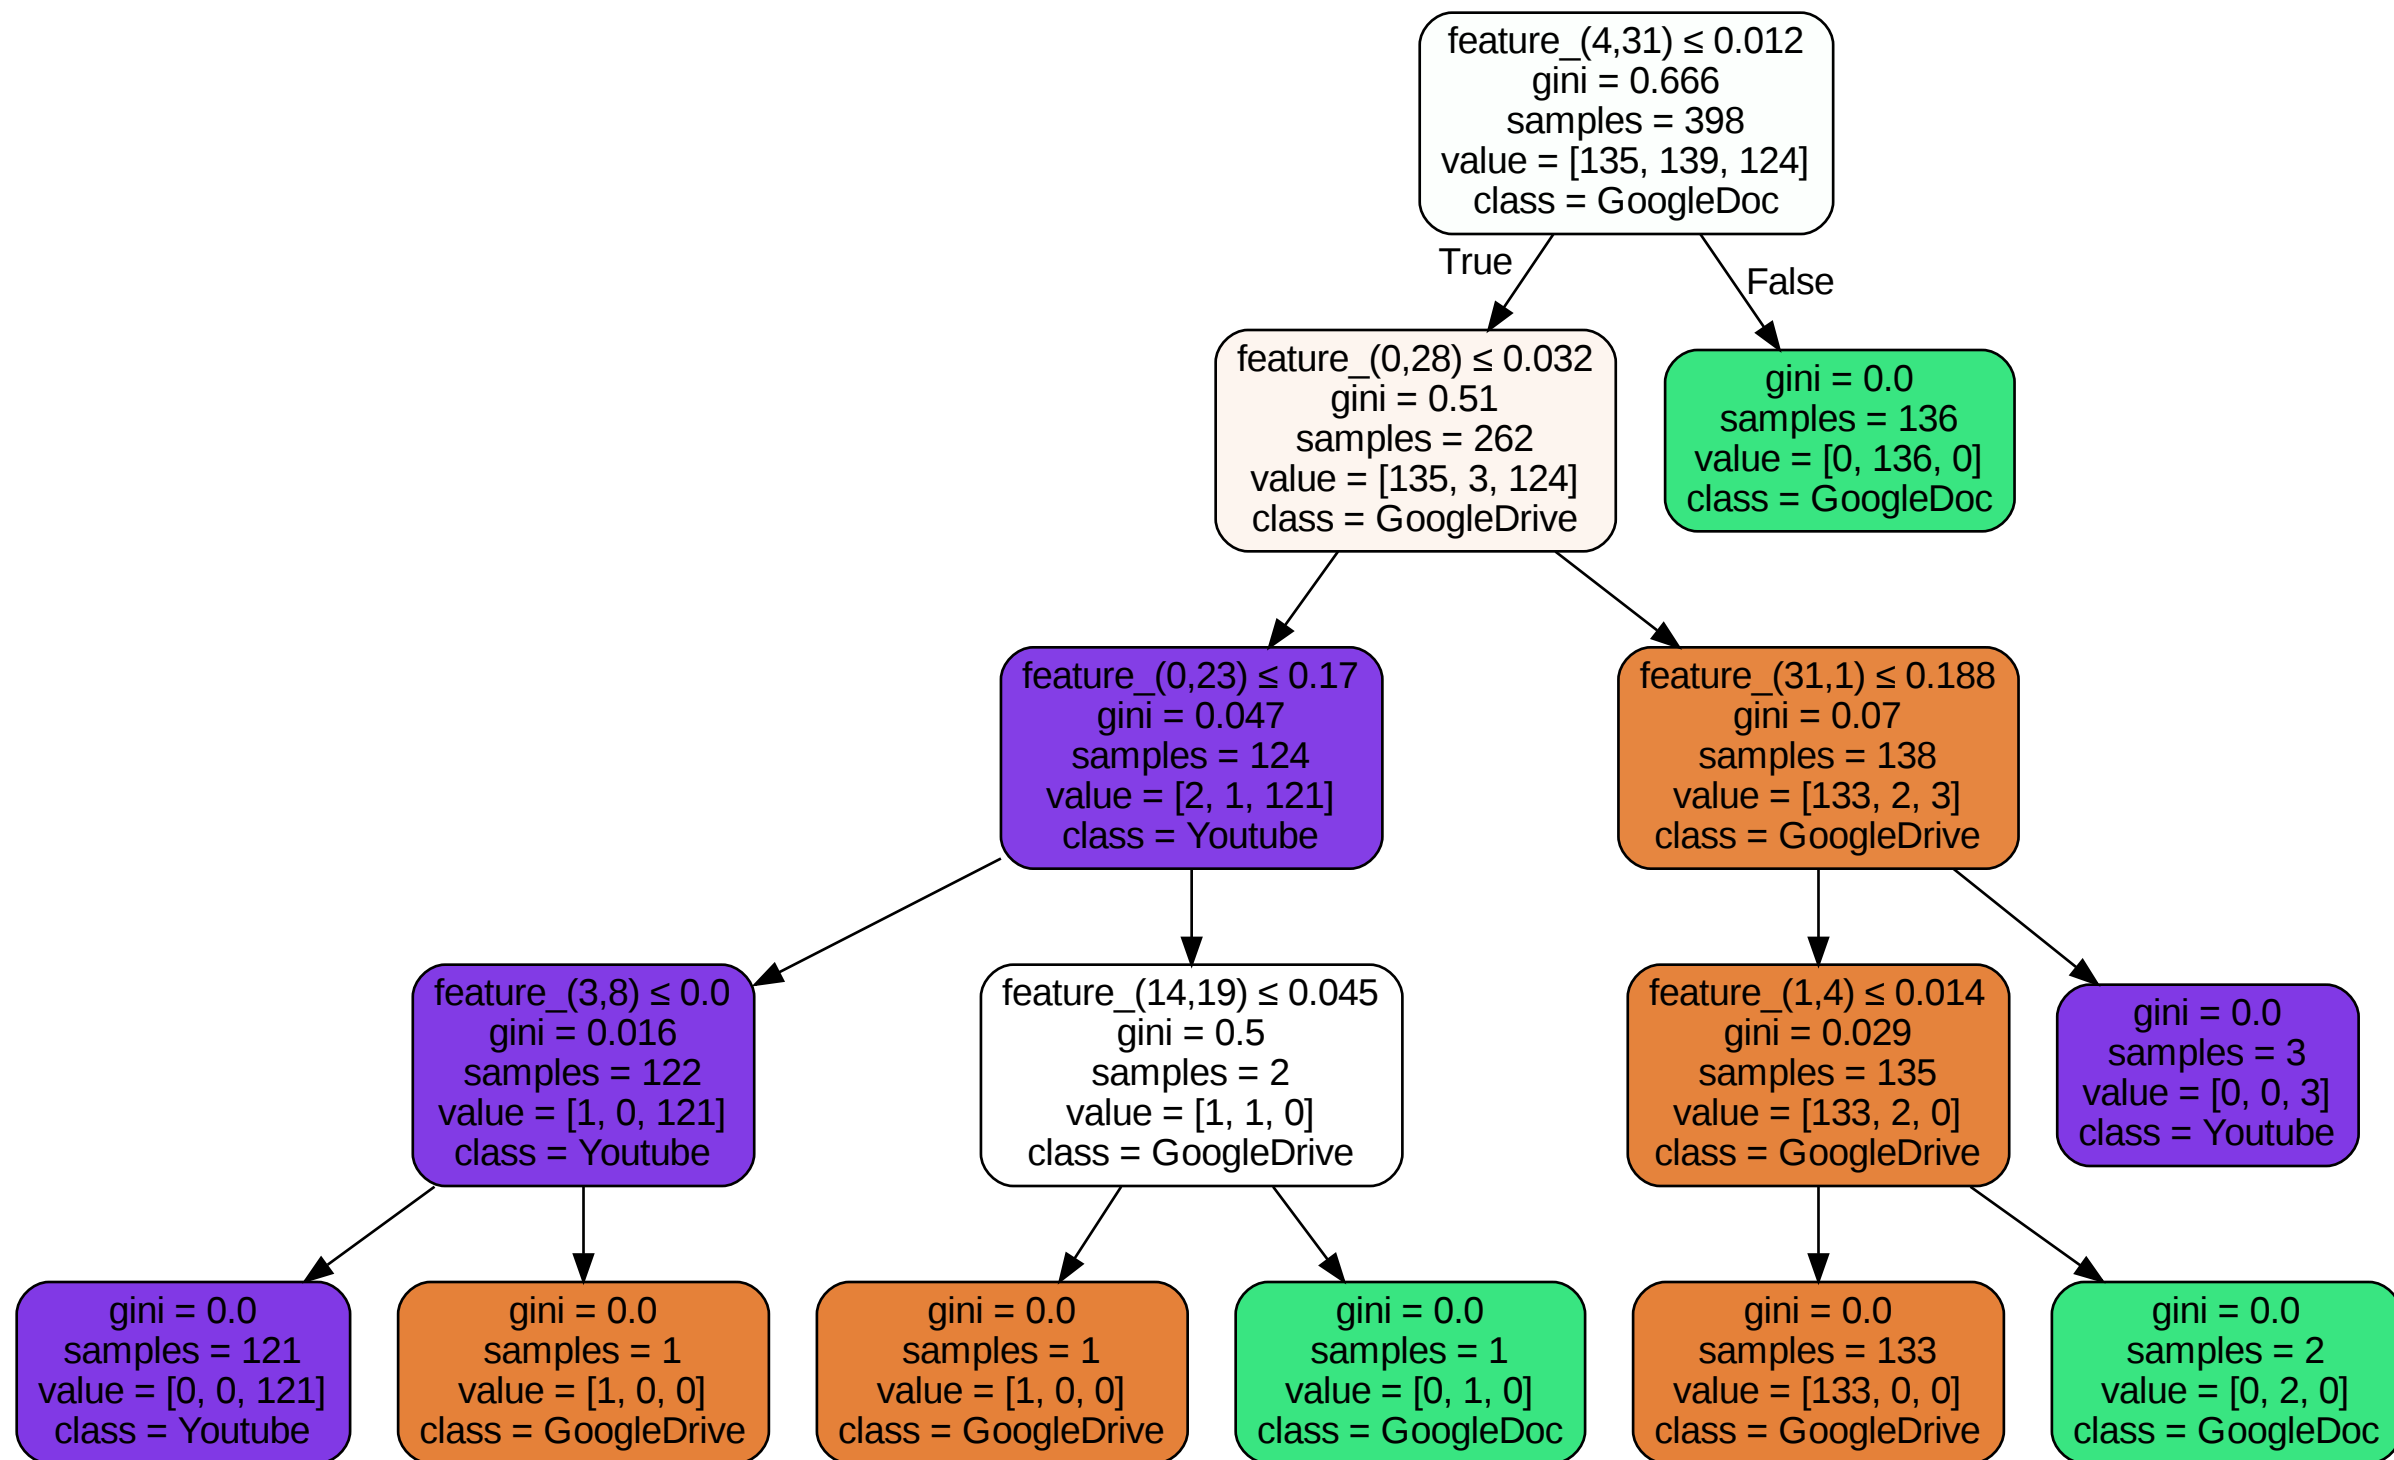 feature_(4,31) ≤ 0.012
gini = 0.666
samples = 398
value = [135, 139, 124]
class = GoogleDoc
True
False
feature_(0,28) ≤ 0.032
gini = 0.51
samples = 262
value = [135, 3, 124]
class = GoogleDrive
gini = 0.0
samples = 136
value = [0, 136, 0]
class = GoogleDoc
feature_(0,23) ≤ 0.17
gini = 0.047
samples = 124
value = [2, 1, 121]
class = Youtube
feature_(31,1) ≤ 0.188
gini = 0.07
samples = 138
value = [133, 2, 3]
class = GoogleDrive
feature_(3,8) ≤ 0.0
gini = 0.016
samples = 122
value = [1, 0, 121]
class = Youtube
feature_(14,19) ≤ 0.045
gini = 0.5
samples = 2
value = [1, 1, 0]
class = GoogleDrive
feature_(1,4) ≤ 0.014
gini = 0.029
samples = 135
value = [133, 2, 0]
class = GoogleDrive
gini = 0.0
samples = 3
value = [0, 0, 3]
class = Youtube
gini = 0.0
samples = 121
value = [0, 0, 121]
class = Youtube
gini = 0.0
samples = 1
value = [1, 0, 0]
class = GoogleDrive
gini = 0.0
samples = 1
value = [1, 0, 0]
class = GoogleDrive
gini = 0.0
samples = 1
value = [0, 1, 0]
class = GoogleDoc
gini = 0.0
samples = 133
value = [133, 0, 0]
class = GoogleDrive
gini = 0.0
samples = 2
value = [0, 2, 0]
class = GoogleDoc